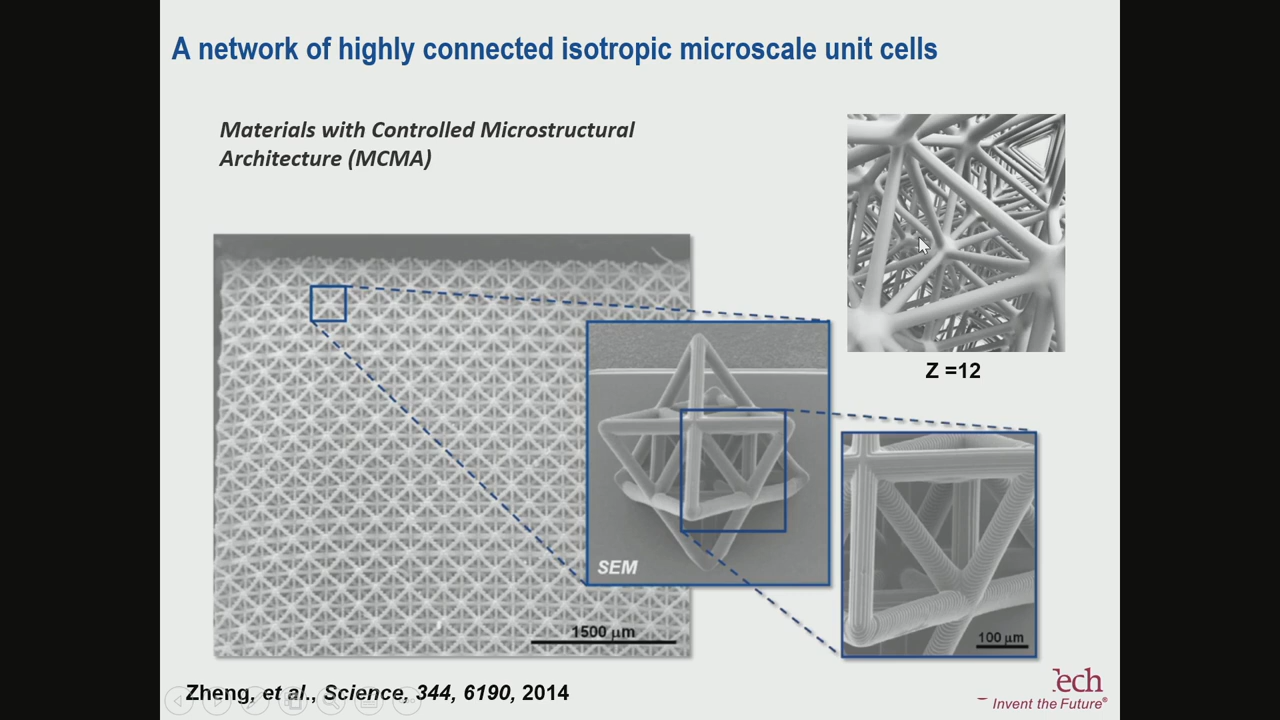 A network of highly connected isotropic microscale unit cells
Materials with Controlled Microstructural
Architecture (MCMA)
Z =12
SEM
1500 µm
100 µm
Zheng, et al., Science, 344, 6190, 2014
ech
Invent the Future®